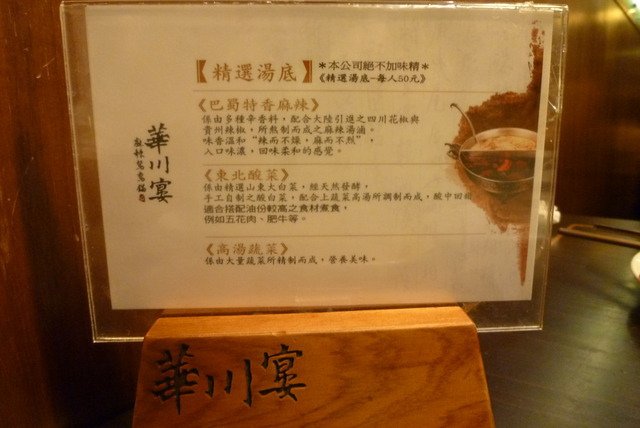 【精選湯底】 *本公司絕不加味精*
《精選湯底-每人50元》
《巴蜀特香麻辣》
係由多種辛香料，配合大陸引進之四川花椒與
貴州辣椒，所熬制而成之麻辣湯滷。
味香溫和“辣而不燥，麻而不烈”，
入口味濃，回味柔和的感覺。
《東北酸菜》
係由精選山東大白菜，經天然發酵，
手工自制之酸白菜，配合上蔬菜高湯所調制而成，酸中回甜
適合搭配油份較高之食材煮食，
例如五花肉、肥牛等。
《高湯蔬菜》
係由大量蔬菜所精制而成，營養美味。
華川宴
麻辣鴛鴦鍋
華川宴